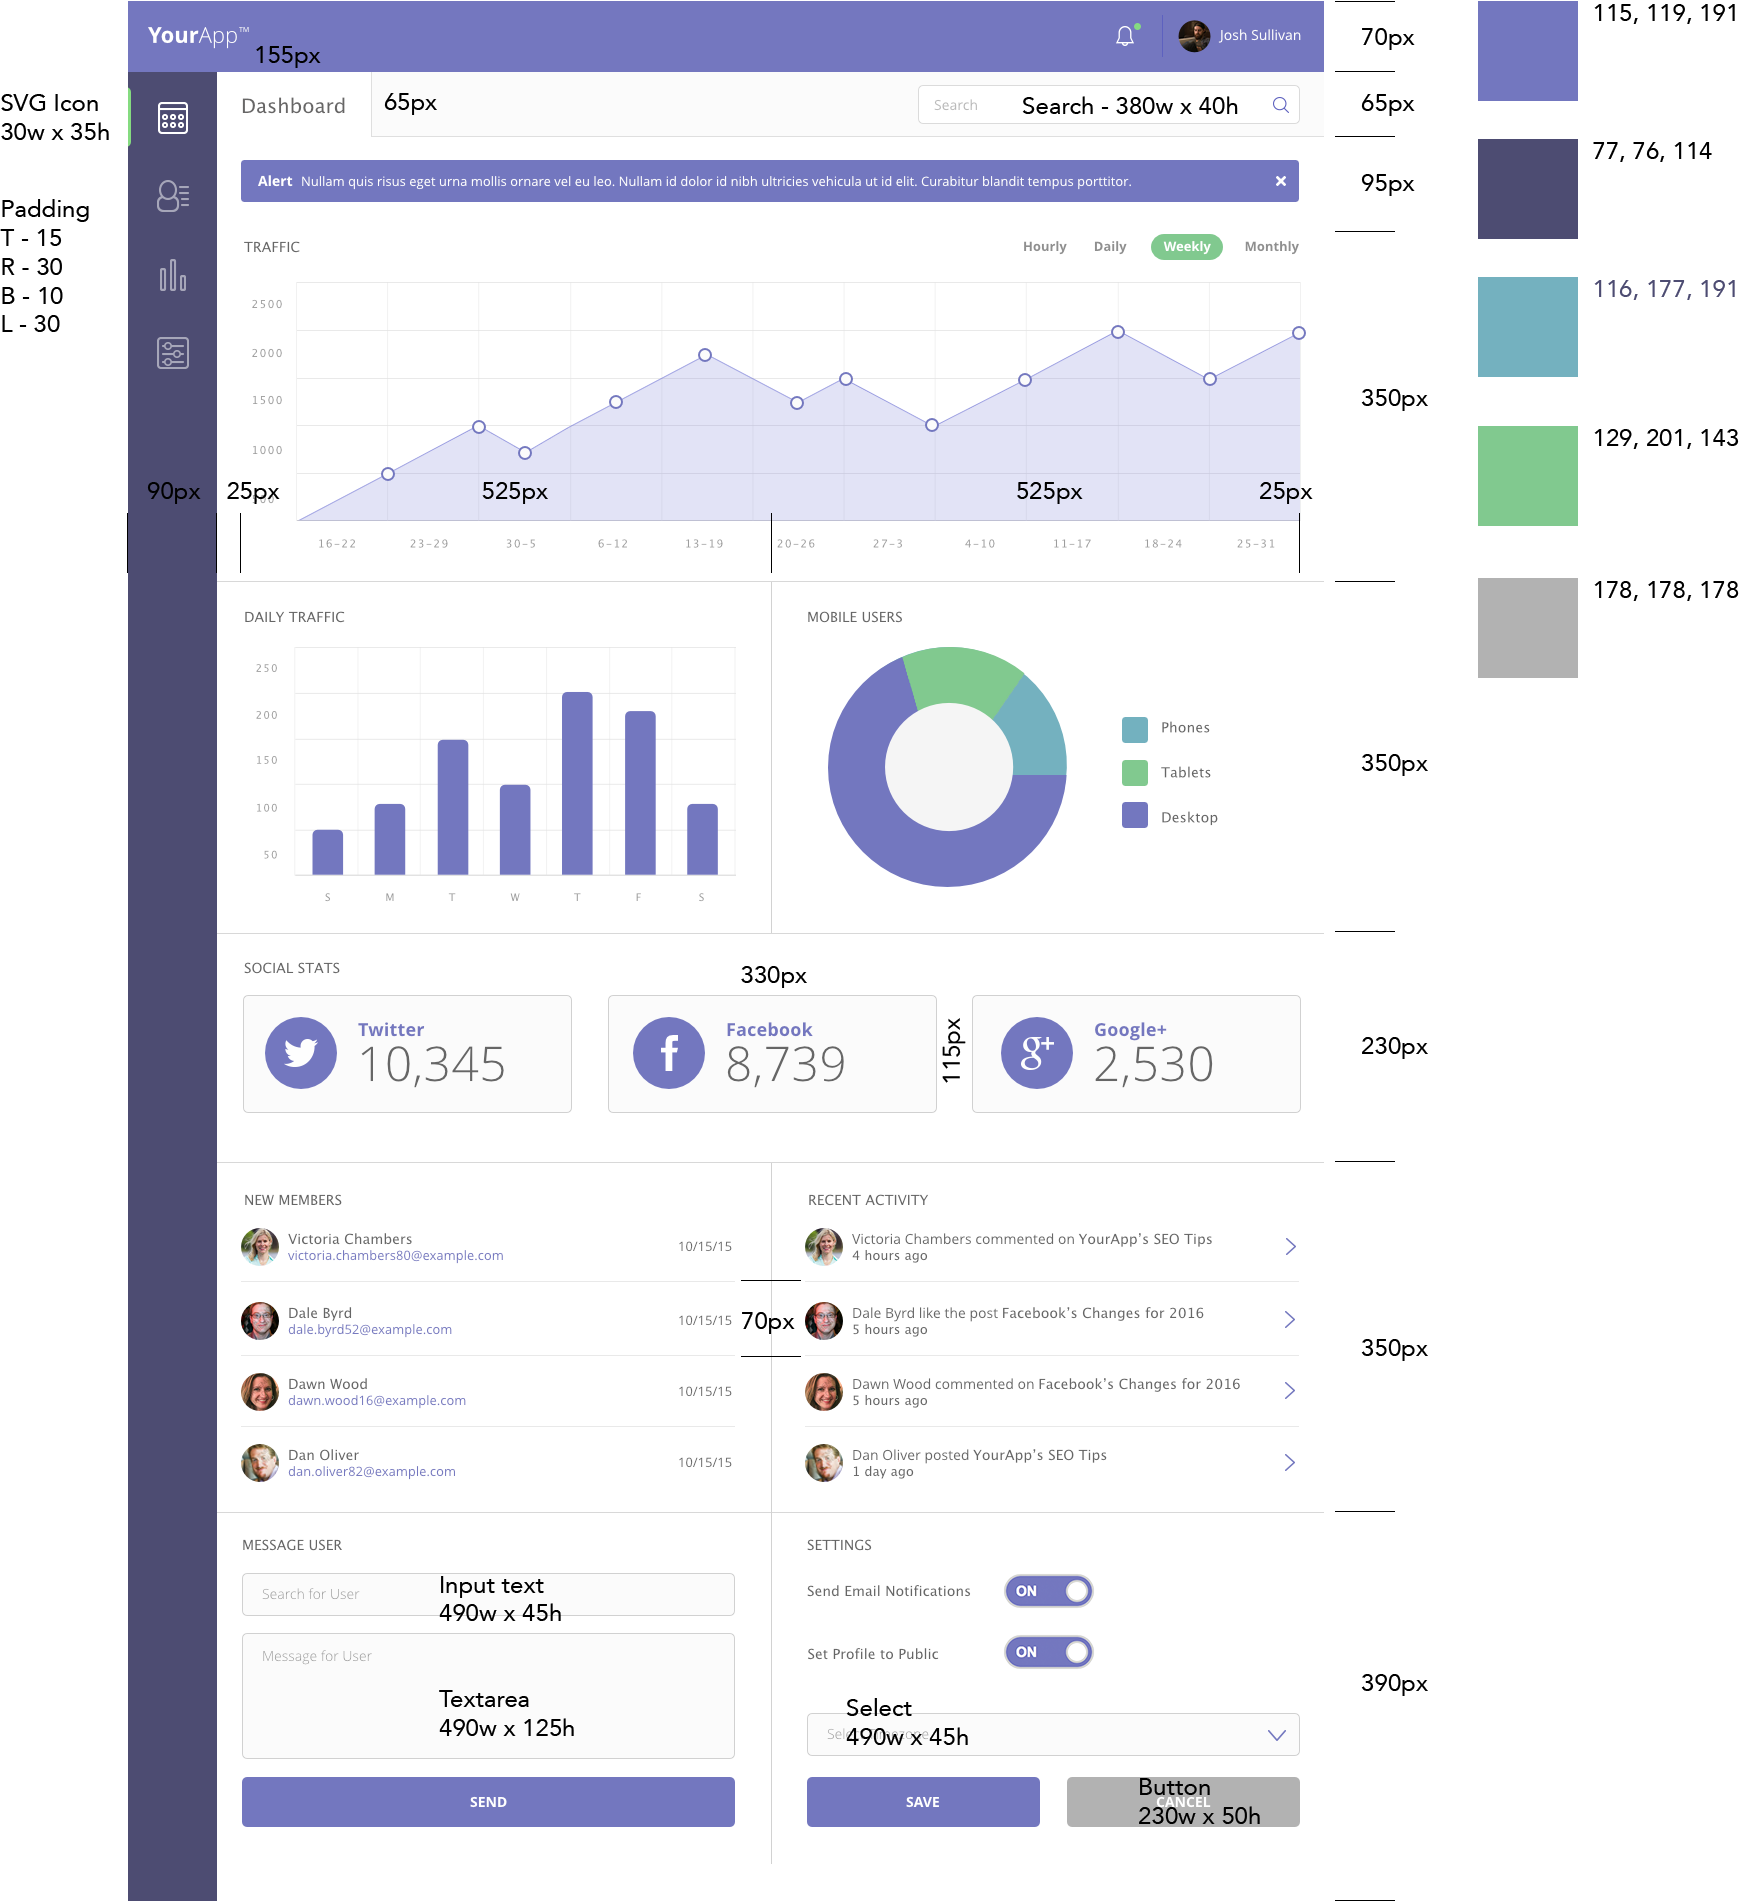 YourApp™
155px
Josh Sullivan
70px
115, 119, 191
SVG Icon
30w x 35h
Dashboard
65px
Search
Search - 380w x 40h
65px
77, 76, 114
Padding
T - 15
R - 30
B - 10
L - 30
Alert Nullam quis risus eget urna mollis ornare vel eu leo. Nullam id dolor id nibh ultricies vehicula ut id elit. Curabitur blandit tempus porttitor.
95px
TRAFFIC
Hourly Daily Weekly Monthly
116, 177, 191
2500
2000
1500
1000
350px
129, 201, 143
90px
25px
525px
525px
25px
16-22 23-29 30-5 6-12 13-19 20-26 27-3 4-10 11-17 18-24 25-31
178, 178, 178
DAILY TRAFFIC
250
200
150
100
50
S M T W T F S
MOBILE USERS
Phones
Tablets
Desktop
350px
SOCIAL STATS
330px
Twitter
10,345
Facebook
8,739
115px
Google+
2,530
230px
NEW MEMBERS
Victoria Chambers
victoria.chambers80@example.com
10/15/15
Dale Byrd
dale.byrd52@example.com
10/15/15
Dawn Wood
dawn.wood16@example.com
10/15/15
Dan Oliver
dan.oliver82@example.com
10/15/15
70px
RECENT ACTIVITY
Victoria Chambers commented on YourApp's SEO Tips
4 hours ago
Dale Byrd like the post Facebook's Changes for 2016
5 hours ago
Dawn Wood commented on Facebook's Changes for 2016
5 hours ago
Dan Oliver posted YourApp's SEO Tips
1 day ago
350px
MESSAGE USER
Search for User
Input text
490w x 45h
Message for User
Textarea
490w x 125h
SEND
SETTINGS
Send Email Notifications
ON
Set Profile to Public
ON
Select
490w x 45h
SAVE
Button
CANCEL
230w x 50h
390px